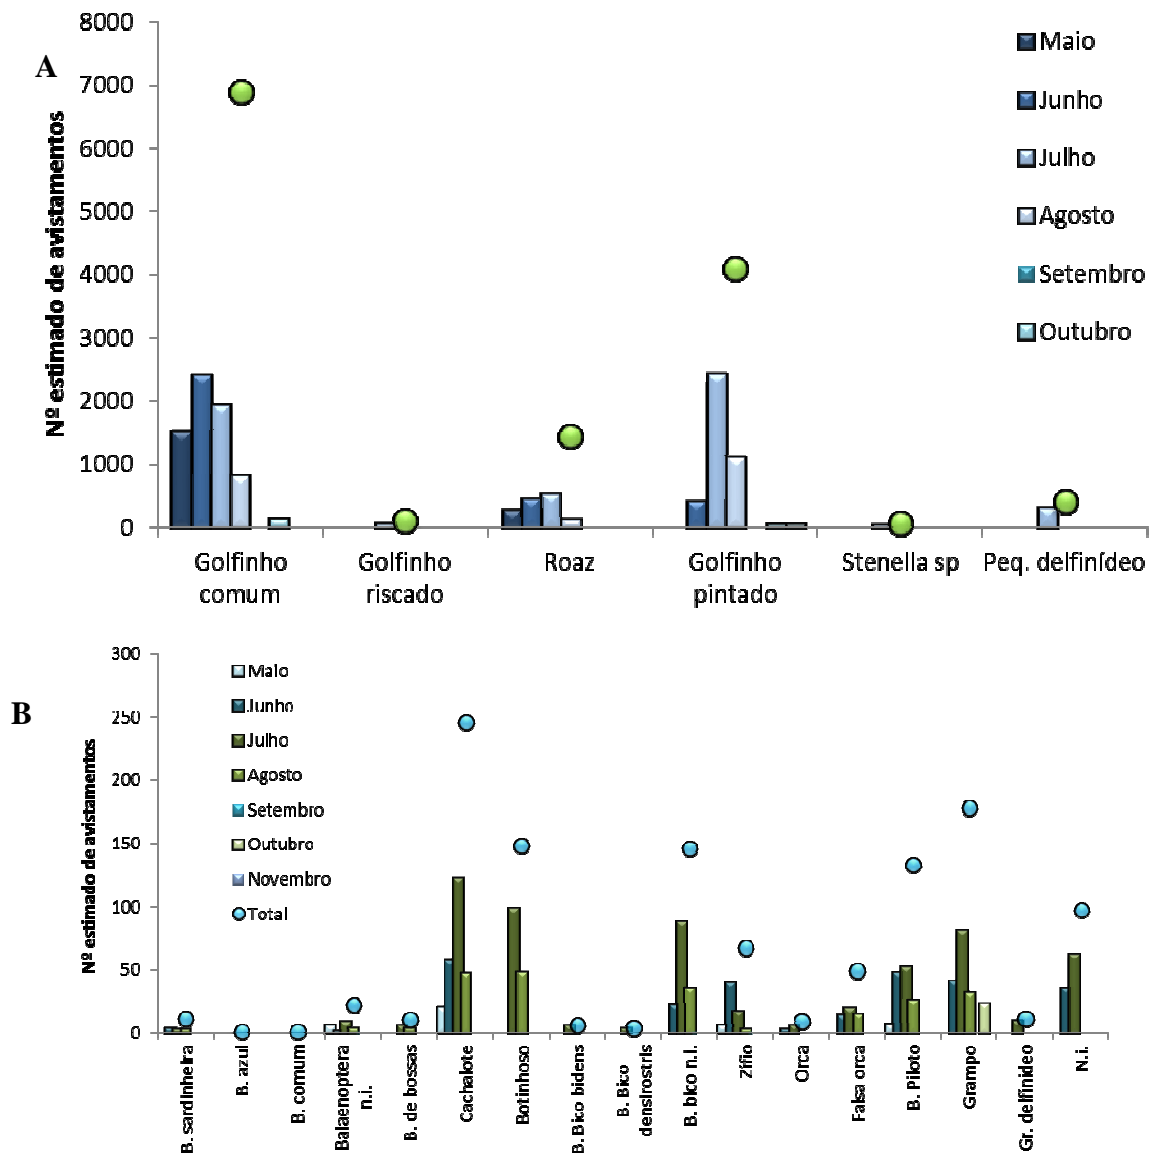 A
Nº estimado de avistamentos
8000
7000
6000
5000
4000
3000
2000
1000
0
Golfinho
comum
Golfinho
riscado
Roaz
Golfinho
pintado
Stenella sp
Peq. delfinídeo
Maio
Junho
Julho
Agosto
Setembro
Outubro
B
Nº estimado de avistamentos
300
250
200
150
100
50
0
Maio
Junho
Julho
Agosto
Setembro
Outubro
Novembro
Total
B. sardinheira
B. azul
B. comum
Balaenoptera
n.i.
B. de bossas
Cachalote
Botinhoso
B. Bico bidens
B. Bico
densirostris
B. bico n.I.
Zífio
Orca
Falsa orca
B. Piloto
Grampo
Gr. delfinídeo
N.i.